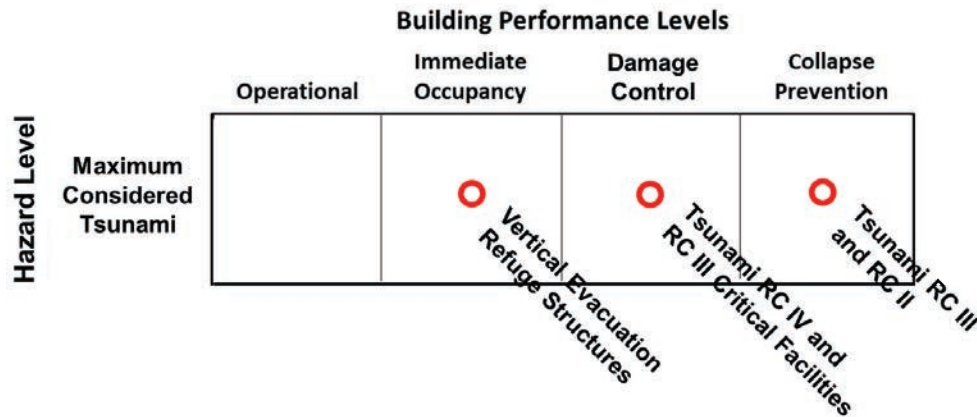 Building Performance Levels
Operational
Immediate
Occupancy
Damage
Control
Collapse
Prevention
Hazard Level
Maximum
Considered
Tsunami
Vertical Evacuation
Refuge Structures
Tsunami RC IV and
RC III Critical Facilities
Tsunami RC III
and RC II